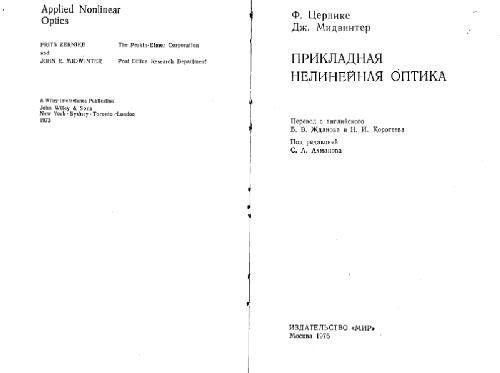 Applied Nonlinear
Optics
FRITS ZERNIKE The Perkin-Elmer Corporation
and
JOHN E. MIDWINTER Post Office Research Department
A Wiley-Interscience Publication
John Wiley & Sons
New York · Sydney · Toronto · London
1973
Ф. Цернике
Дж. Мидвинтер
ПРИКЛАДНАЯ
НЕЛИНЕЙНАЯ ОПТИКА
Перевод с английского
В. В. Жданова и Н. И. Коротеева
Под редакцией
С. А. Ахманова
ИЗДАТЕЛЬСТВО «МИР»
Москва 1976